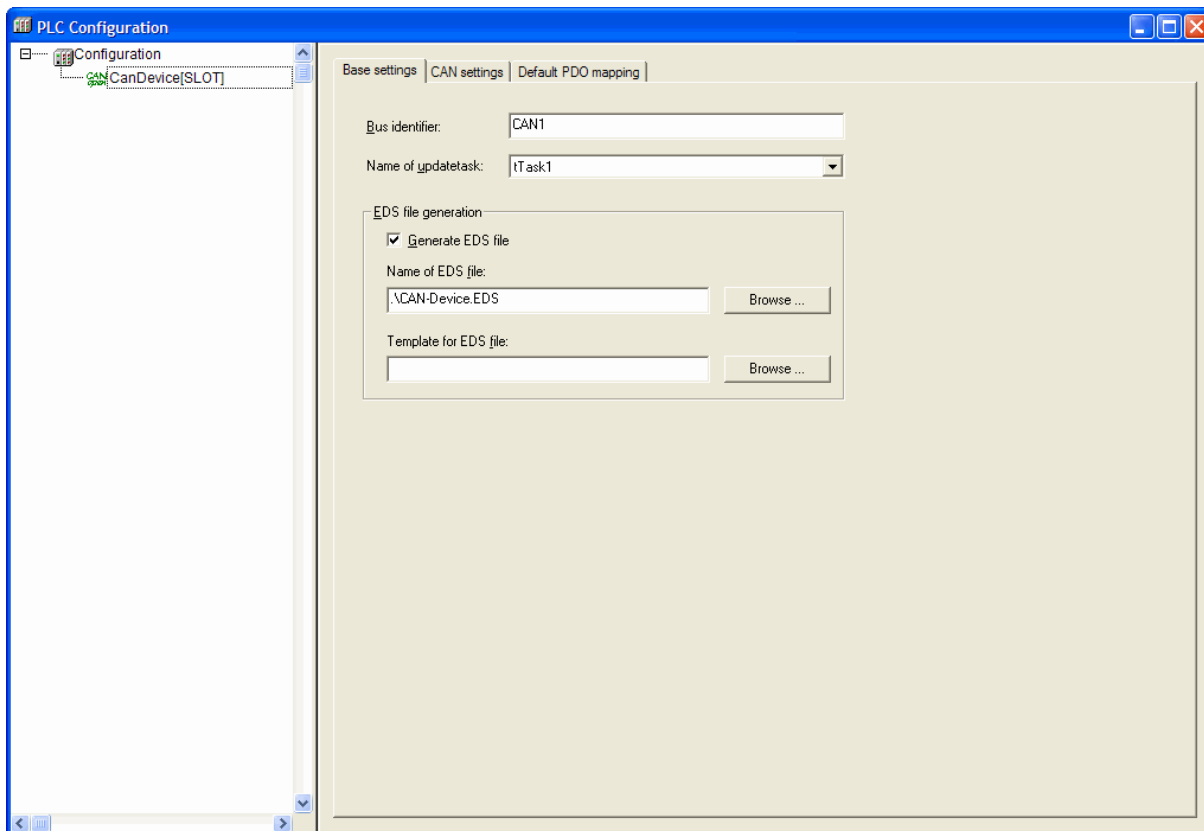 PLC Configuration
Configuration
CAN
open
CanDevice[SLOT]
Base settings
CAN settings
Default PDO mapping
Bus identifier:
CAN1
Name of updatetask:
tTask1
EDS file generation
Generate EDS file
Name of EDS file:
.\CAN-Device.EDS
Browse ...
Template for EDS file:
Browse ...